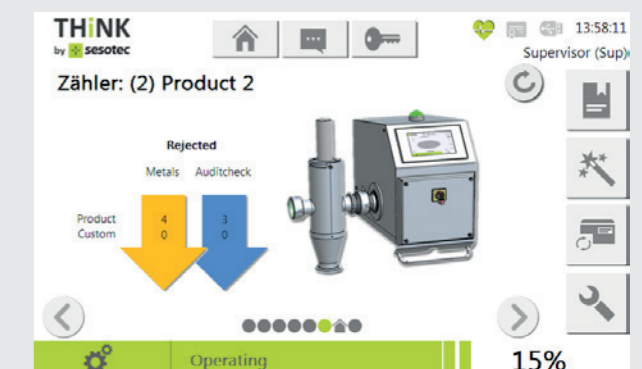 THiNK
by sesotec
13:58:11
Supervisor (Sup)
Zähler: (2) Product 2
Rejected
Metals Auditcheck
Product 4 3
Custom 0 0
Operating
15%